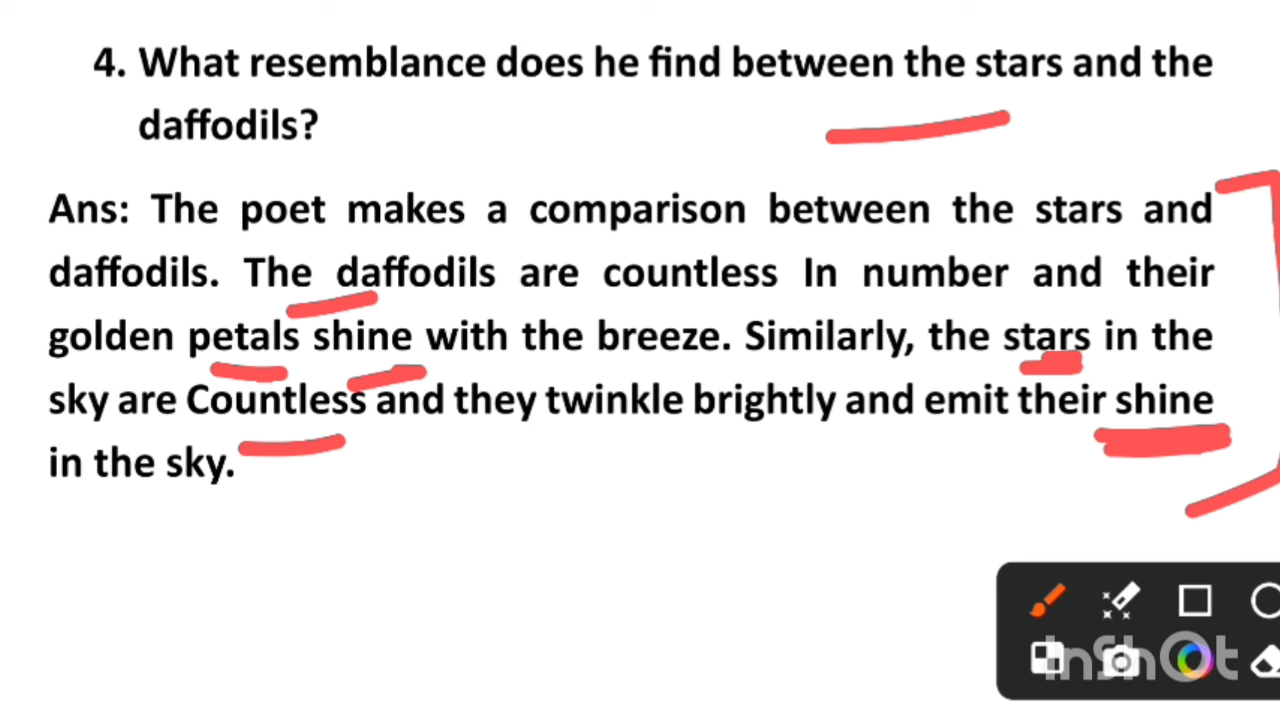 4. What resemblance does he find between the stars and the
daffodils?
Ans: The poet makes a comparison between the stars and
daffodils. The daffodils are countless In number and their
golden petals shine with the breeze. Similarly, the stars in the
sky are Countless and they twinkle brightly and emit their shine
in the sky.
InShOt